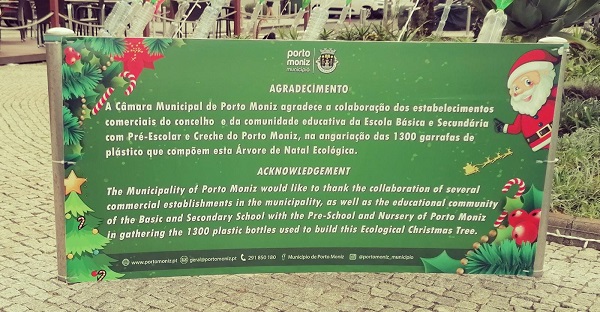 porto
moniz
município
AGRADECIMENTO
A Câmara Municipal de Porto Moniz agradece a colaboração dos estabelecimentos
comerciais do concelho e da comunidade educativa da Escola Básica e Secundária
com Pré-Escolar e Creche do Porto Moniz, na angariação das 1300 garrafas de
plástico que compõem esta Árvore de Natal Ecológica.
ACKNOWLEDGEMENT
The Municipality of Porto Moniz would like to thank the collaboration of several
commercial establishments in the municipality, as well as the educational community
of the Basic and Secondary School with the Pre-School and Nursery of Porto Moniz
in gathering the 1300 plastic bottles used to build this Ecological Christmas Tree.
www.portomoniz.pt geral@portomoniz.pt 291 850 180 Município de Porto Moniz @portomoniz_município